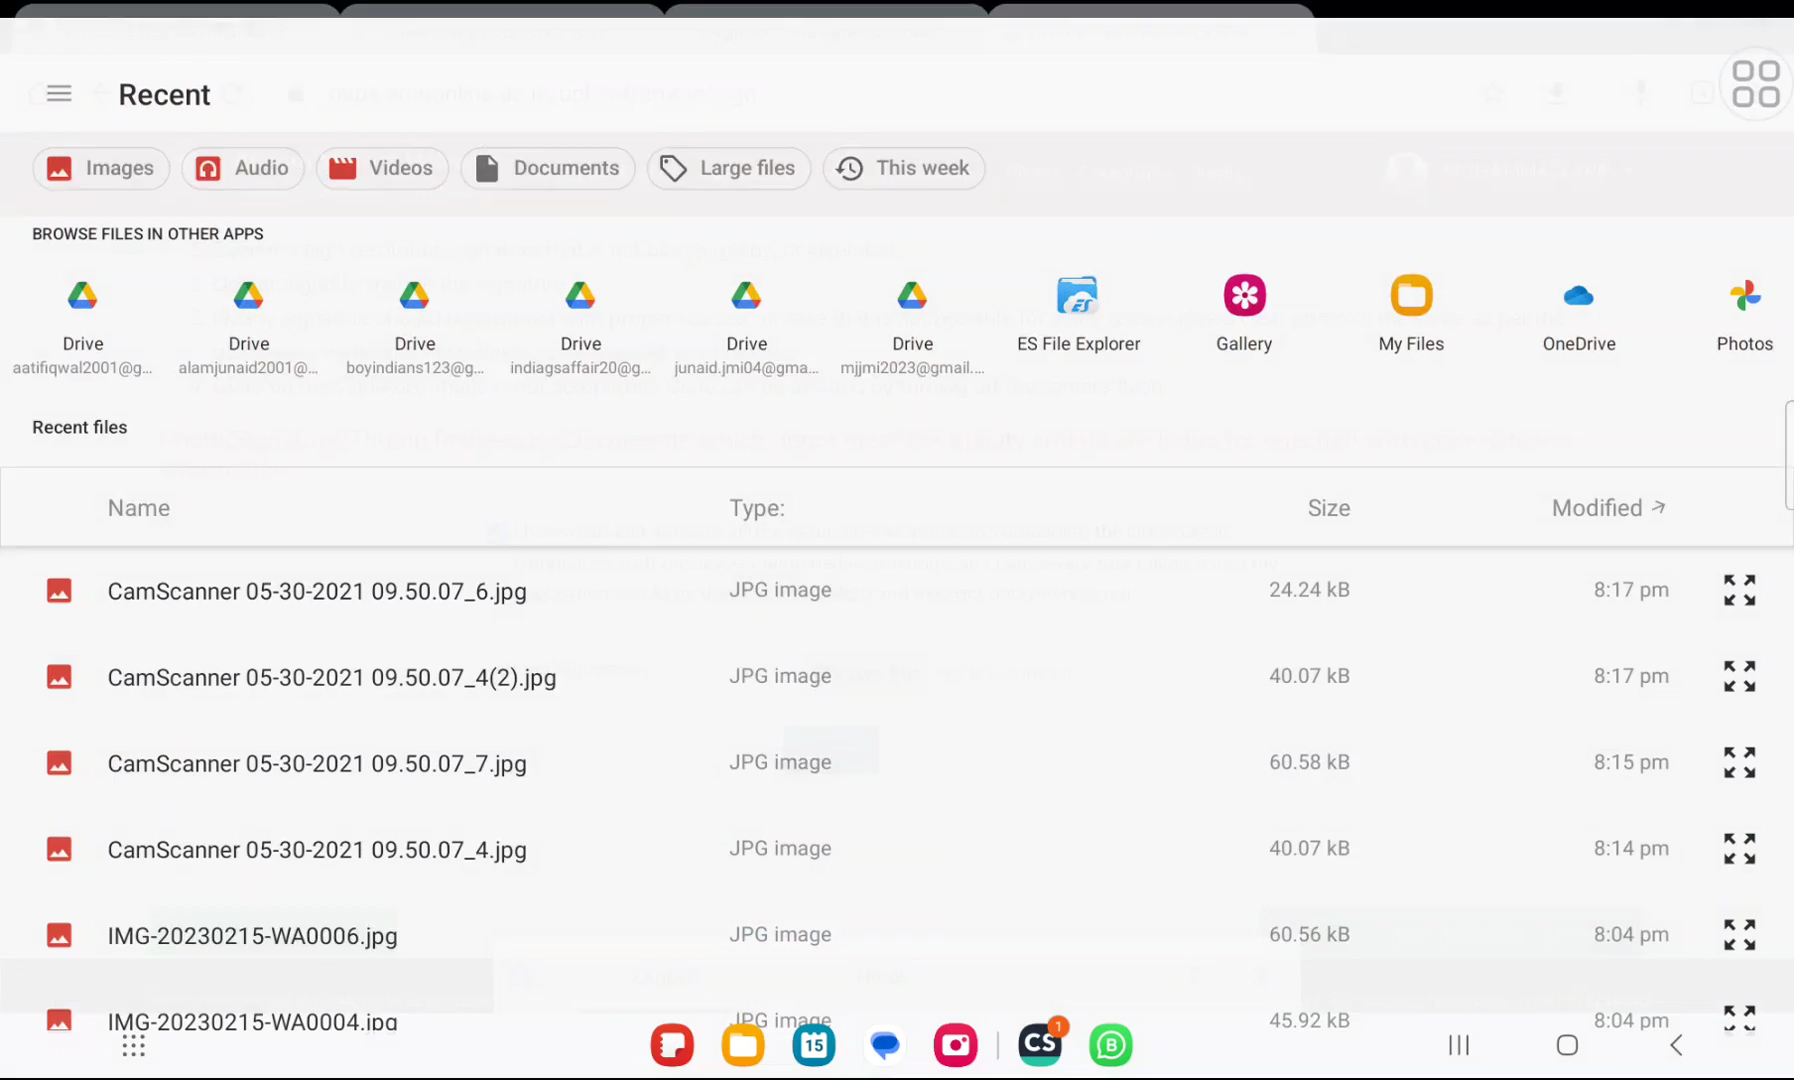 Recent
Images Audio Videos Documents Large files This week
BROWSE FILES IN OTHER APPS
Drive Drive Drive Drive Drive Drive ES File Explorer Gallery My Files OneDrive Photos
aatifiqwal2001@g... alamjunaid2001@... boyindians123@g... indiagsaffair20@g... junaid.jmi04@gma... mjjmi2023@gmail....
Recent files
Name Type: Size Modified
CamScanner 05-30-2021 09.50.07_6.jpg JPG image 24.24 kB 8:17 pm
CamScanner 05-30-2021 09.50.07_4(2).jpg JPG image 40.07 kB 8:17 pm
CamScanner 05-30-2021 09.50.07_7.jpg JPG image 60.58 kB 8:15 pm
CamScanner 05-30-2021 09.50.07_4.jpg JPG image 40.07 kB 8:14 pm
IMG-20230215-WA0006.jpg JPG image 60.56 kB 8:04 pm
IMG-20230215-WA0004.jpg JPG image 45.92 kB 8:04 pm
15 CS 1 B